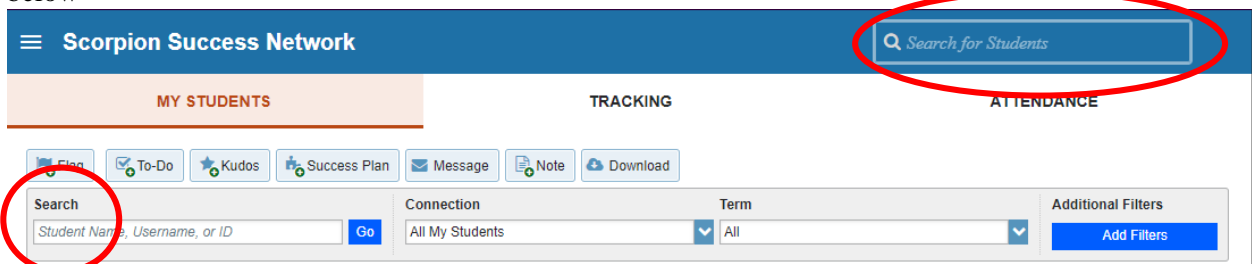 Scorpion Success Network
Search for Students
MY STUDENTS TRACKING ATTENDANCE
Flag To-Do Kudos Success Plan Message Note Download
Search Connection Term Additional Filters
Student Name, Username, or ID Go All My Students All Add Filters